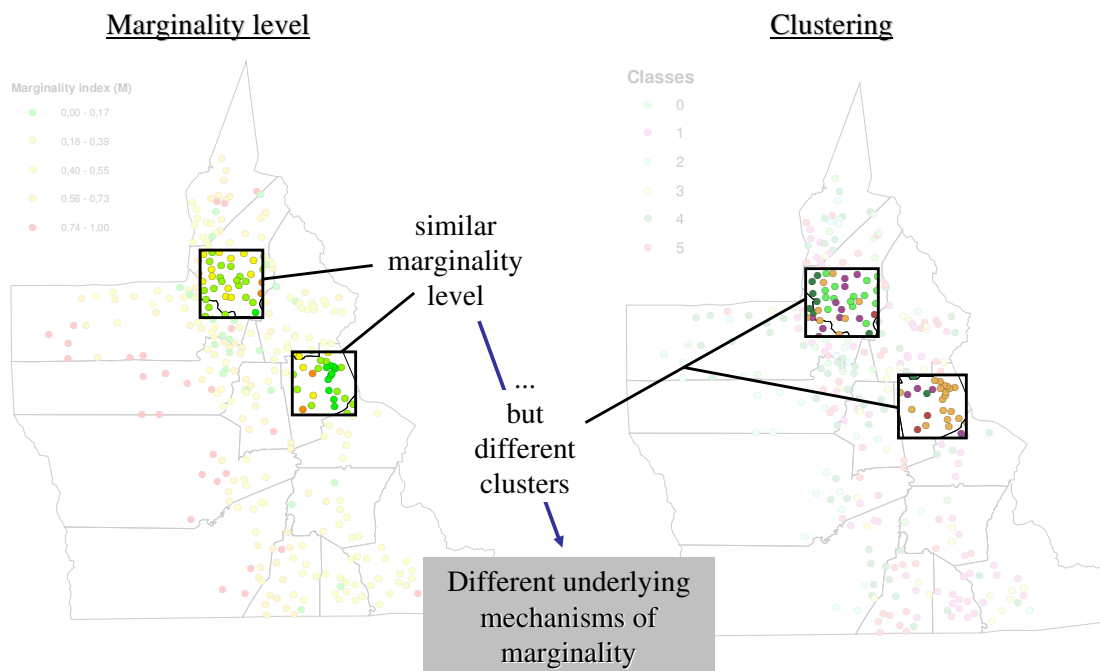 Marginality level
Clustering
Marginality index (M)
0,00 - 0,17
0,18 - 0,39
0,40 - 0,55
0,56 - 0,73
0,74 - 1,00
Classes
0
1
2
3
4
5
similar
marginality
level
...
but
different
clusters
Different underlying
mechanisms of
marginality